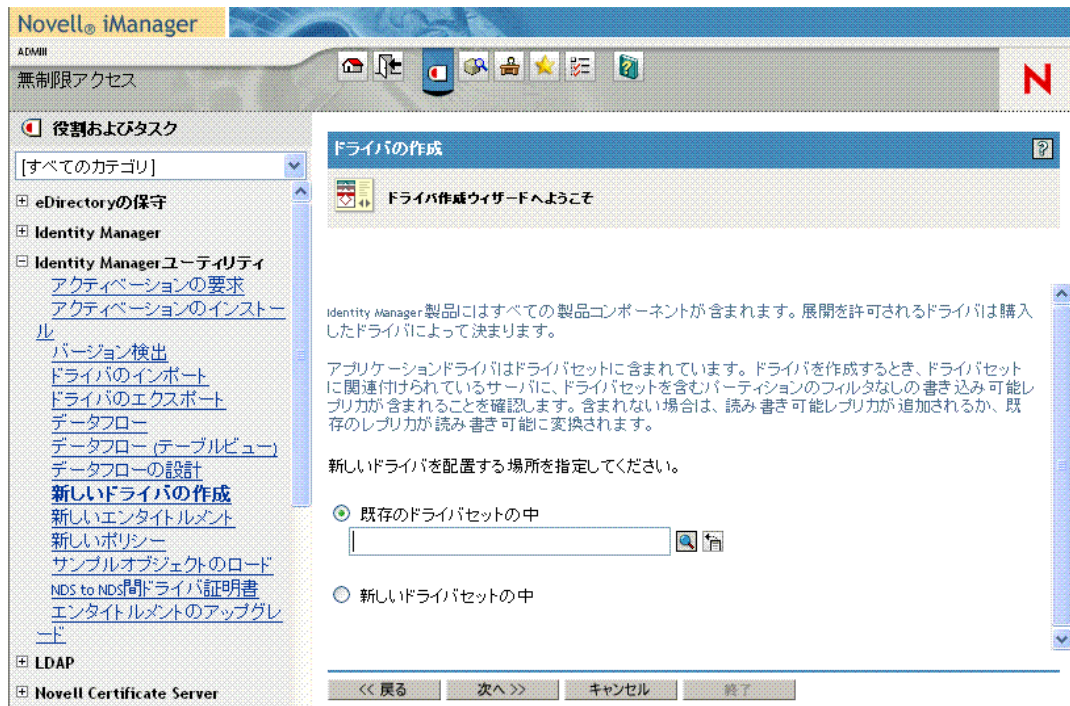 Novell® iManager
ADMIN
無制限アクセス
N
役割およびタスク
[すべてのカテゴリ]
eDirectoryの保守
Identity Manager
Identity Managerユーティリティ
アクティベーションの要求
アクティベーションのインストー
ル
バージョン検出
ドライバのインポート
ドライバのエクスポート
データフロー
データフロー (テーブルビュー)
データフローの設計
新しいドライバの作成
新しいエンタイトルメント
新しいポリシー
サンプルオブジェクトのロード
NDS to NDS間ドライバ証明書
エンタイトルメントのアップグレ
ード
LDAP
Novell Certificate Server
ドライバの作成
?
ドライバ作成ウィザードへようこそ
Identity Manager 製品にはすべての製品コンポーネントが含まれます。展開を許可されるドライバは購入
したドライバによって決まります。
アプリケーションドライバはドライバセットに含まれています。ドライバを作成するとき、ドライバセット
に関連付けられているサーバに、ドライバセットを含むパーティションのフィルタなしの書き込み可能レ
プリカが含まれることを確認します。含まれない場合は、読み書き可能レプリカが追加されるか、既
存のレプリカが読み書き可能に変換されます。
新しいドライバを配置する場所を指定してください。
既存のドライバセットの中
新しいドライバセットの中
<< 戻る
次へ >>
キャンセル
終了